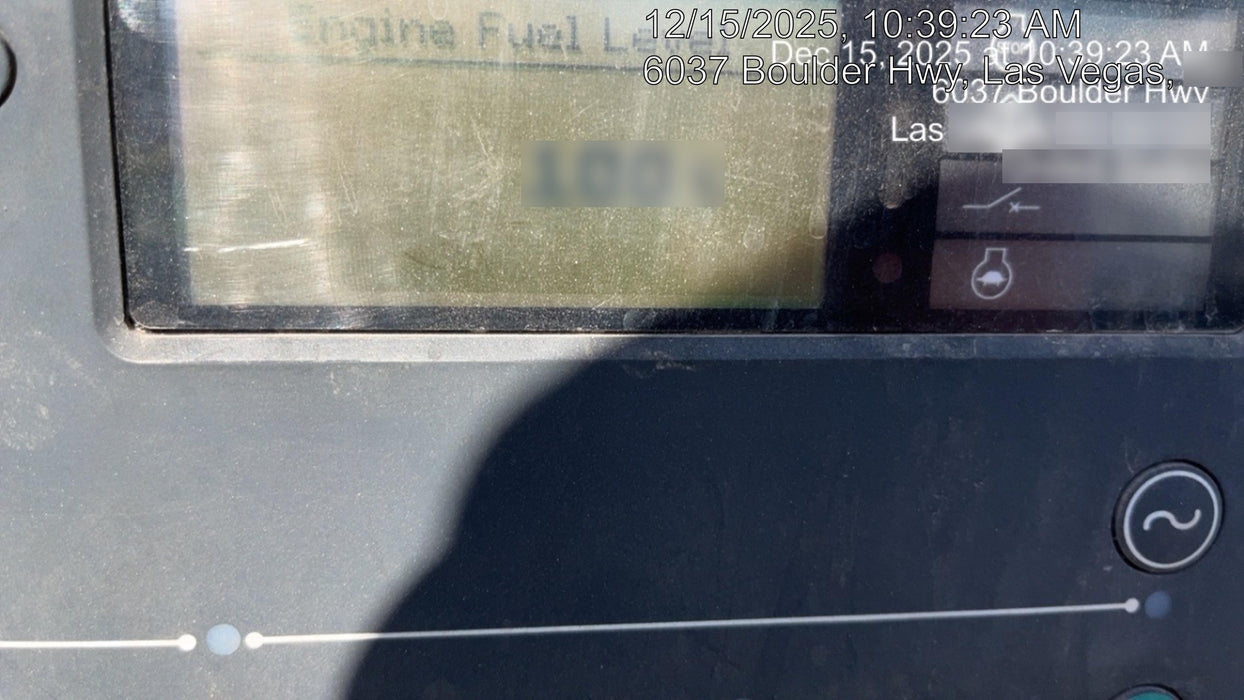 12/15/2025, 10:39:23 AM
Engine Fuel Level
Dec 15, 2025 at 10:39:23 AM
6037 Boulder Hwy, Las Vegas,
6037 Boulder Hwy
Las